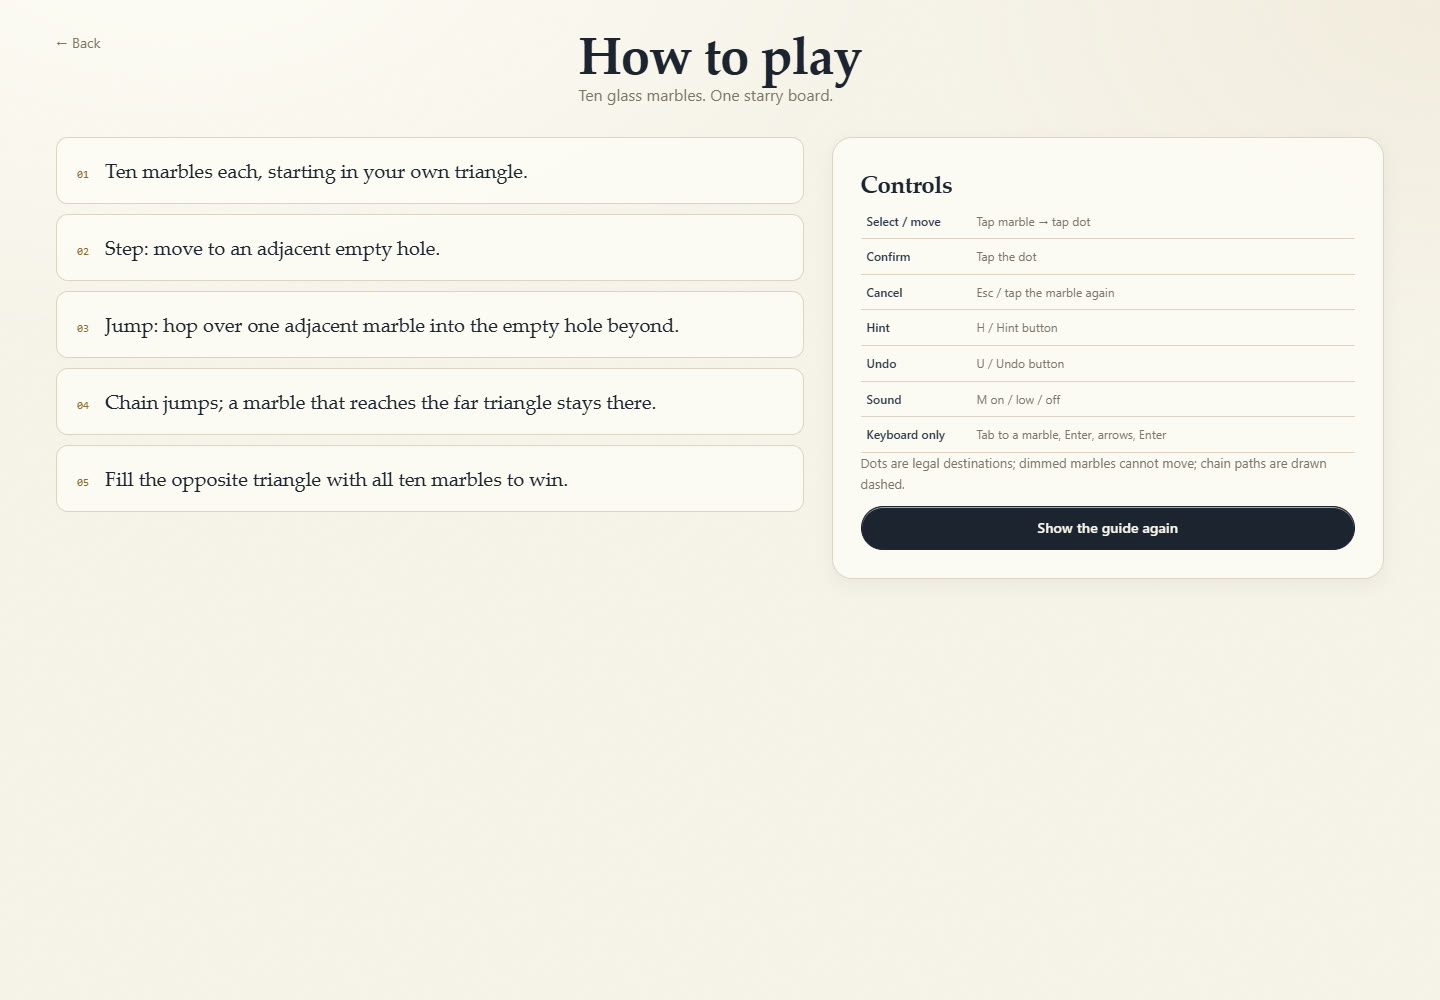 ← Back
How to play
Ten glass marbles. One starry board.
01 Ten marbles each, starting in your own triangle.
02 Step: move to an adjacent empty hole.
03 Jump: hop over one adjacent marble into the empty hole beyond.
04 Chain jumps; a marble that reaches the far triangle stays there.
05 Fill the opposite triangle with all ten marbles to win.
Controls
Select / move Tap marble → tap dot
Confirm Tap the dot
Cancel Esc / tap the marble again
Hint H / Hint button
Undo U / Undo button
Sound M on / low / off
Keyboard only Tab to a marble, Enter, arrows, Enter
Dots are legal destinations; dimmed marbles cannot move; chain paths are drawn
dashed.
Show the guide again